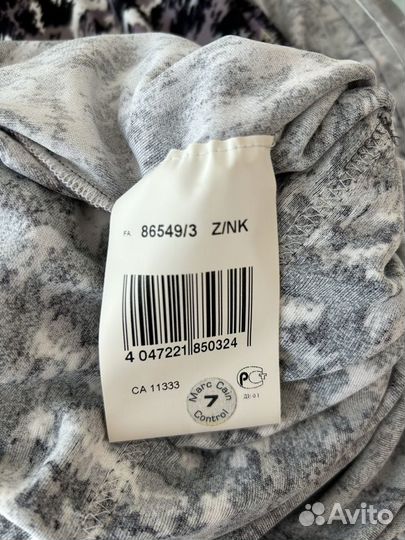 FA 86549/3 Z/NK
4 047221 850324
CA 11333
Marc Cain
7
Control
Avito